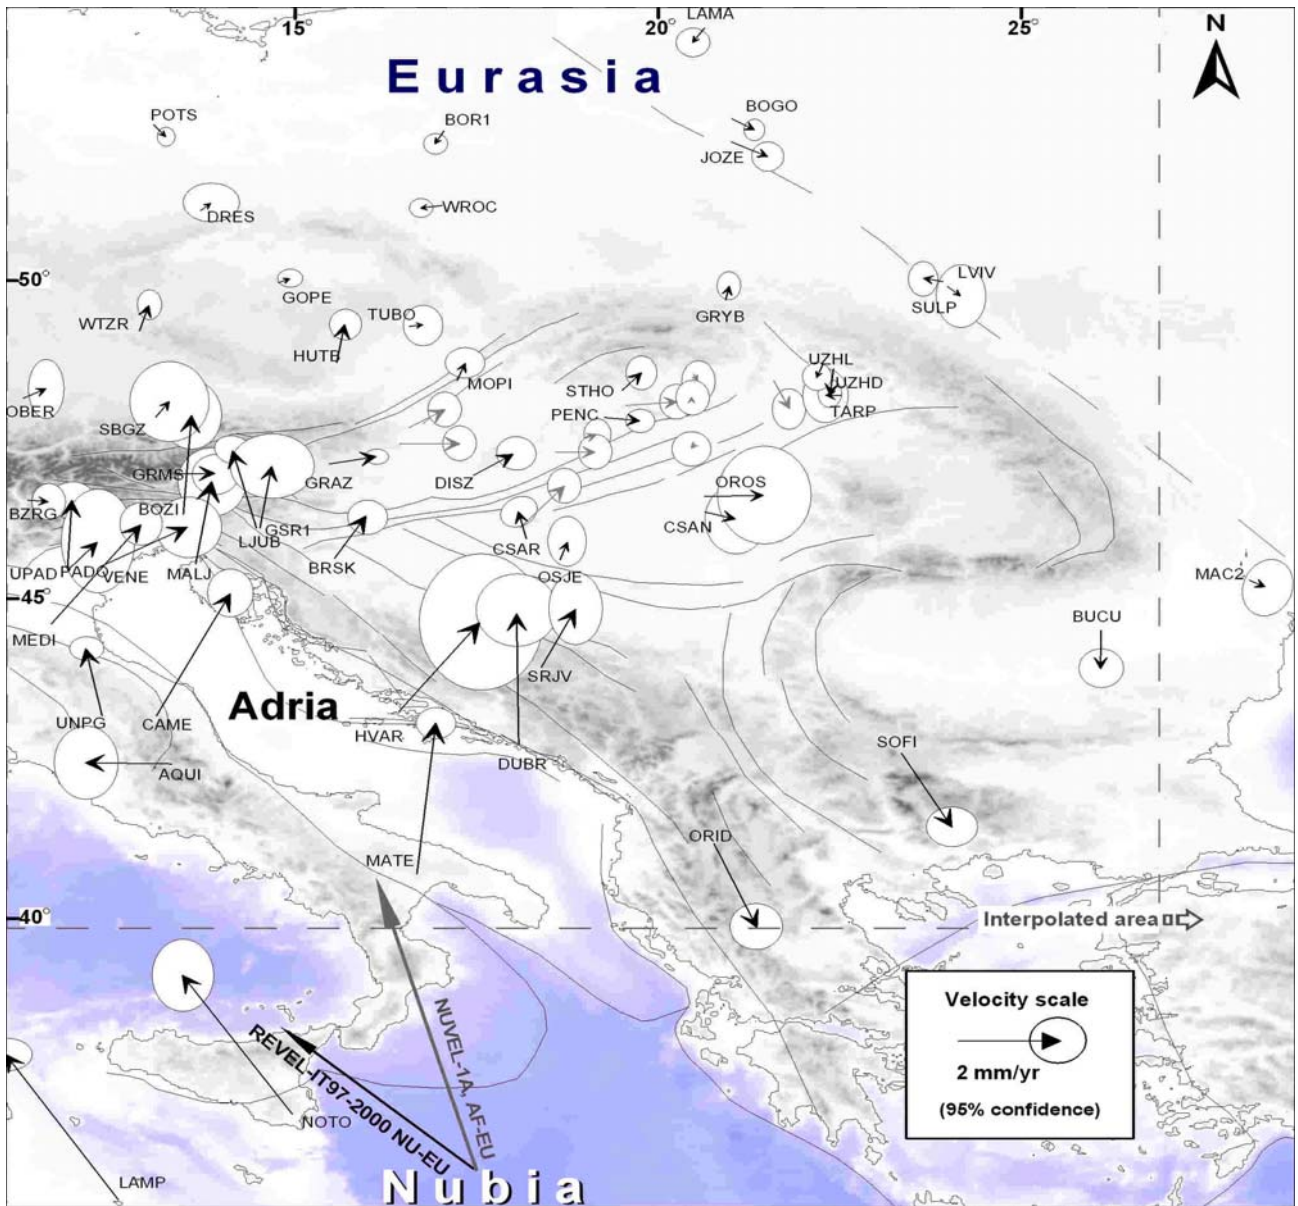 15°
20°
25°
LAMA
N
Eurasia
POTS
BOR1
BOGO
JOZE
DRES
WROC
50°
GOPE
LVIV
SULP
WTZR
TUBO
GRYB
HUTB
UZHL
MOPI
STHO
UZHD
OBER
PENC
TARP
SBGZ
GRMS
GRAZ
DISZ
OROS
BZRG
BOZI
GSR1
CSAN
LJUB
CSAR
UPAD
PADO
VENE
MALJ
BRSK
OSJE
MAC2
45°
BUCU
MEDI
SRJV
Adria
UNPG
CAME
HVAR
SOFI
AQUI
DUBR
ORID
MATE
40°
Interpolated area
Velocity scale
2 mm/yr
(95% confidence)
NUVEL-1A, AF-EU
REVEL-IT97-2000 NU-EU
NOTO
LAMP
Nubia